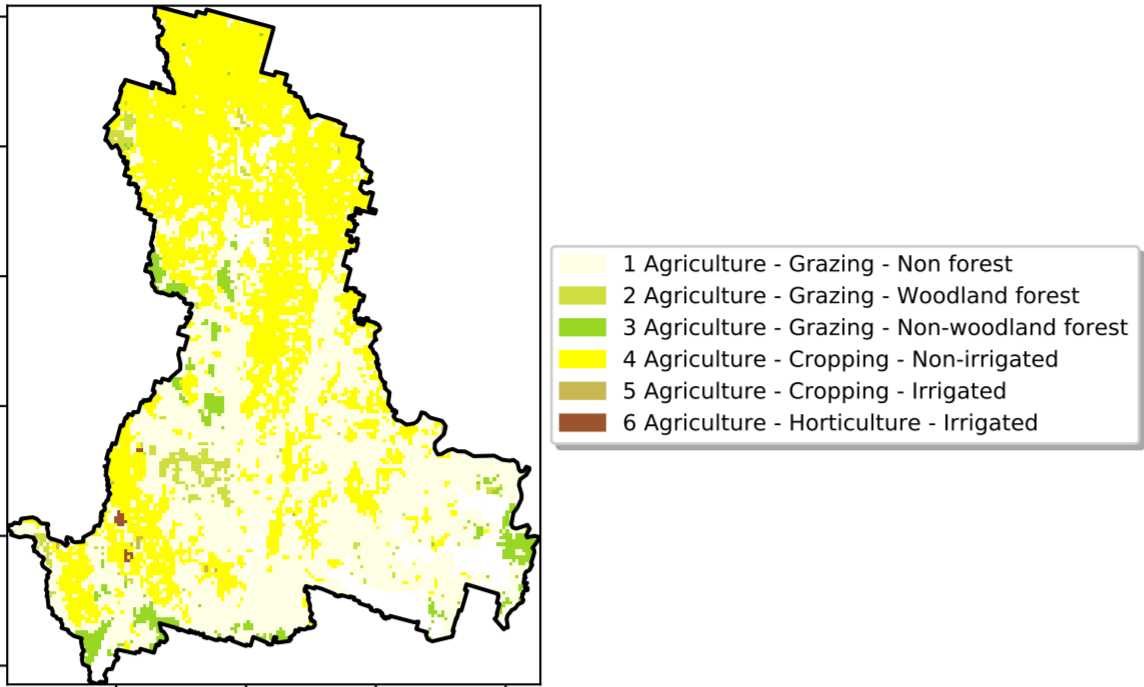 1 Agriculture - Grazing - Non forest
2 Agriculture - Grazing - Woodland forest
3 Agriculture - Grazing - Non-woodland forest
4 Agriculture - Cropping - Non-irrigated
5 Agriculture - Cropping - Irrigated
6 Agriculture - Horticulture - Irrigated